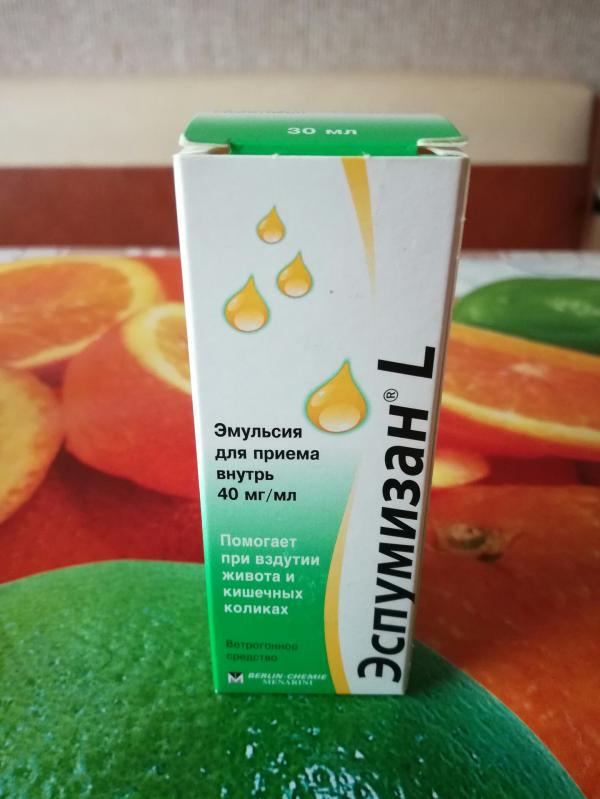 30 мл
Эспумизан® L
Эмульсия
для приема
внутрь
40 мг/мл
Помогает
при вздутии
живота и
кишечных
коликах
Ветрогонное
средство
BERLIN-CHEMIE
MENARINI